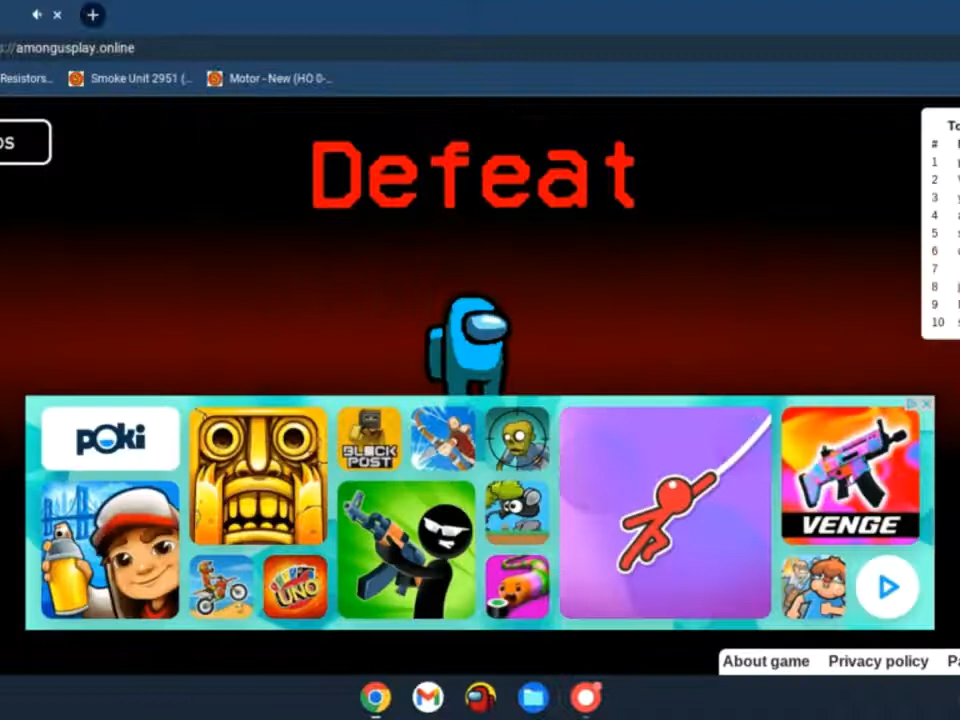 ://amongusplay.online
Resistors...
Smoke Unit 2951 (...
Motor - New (HO 0-...
Defeat
#
1
2
3
4
5
6
7
8
9
10
poki
BLOCK
POST
UNO
VENGE
About game
Privacy policy